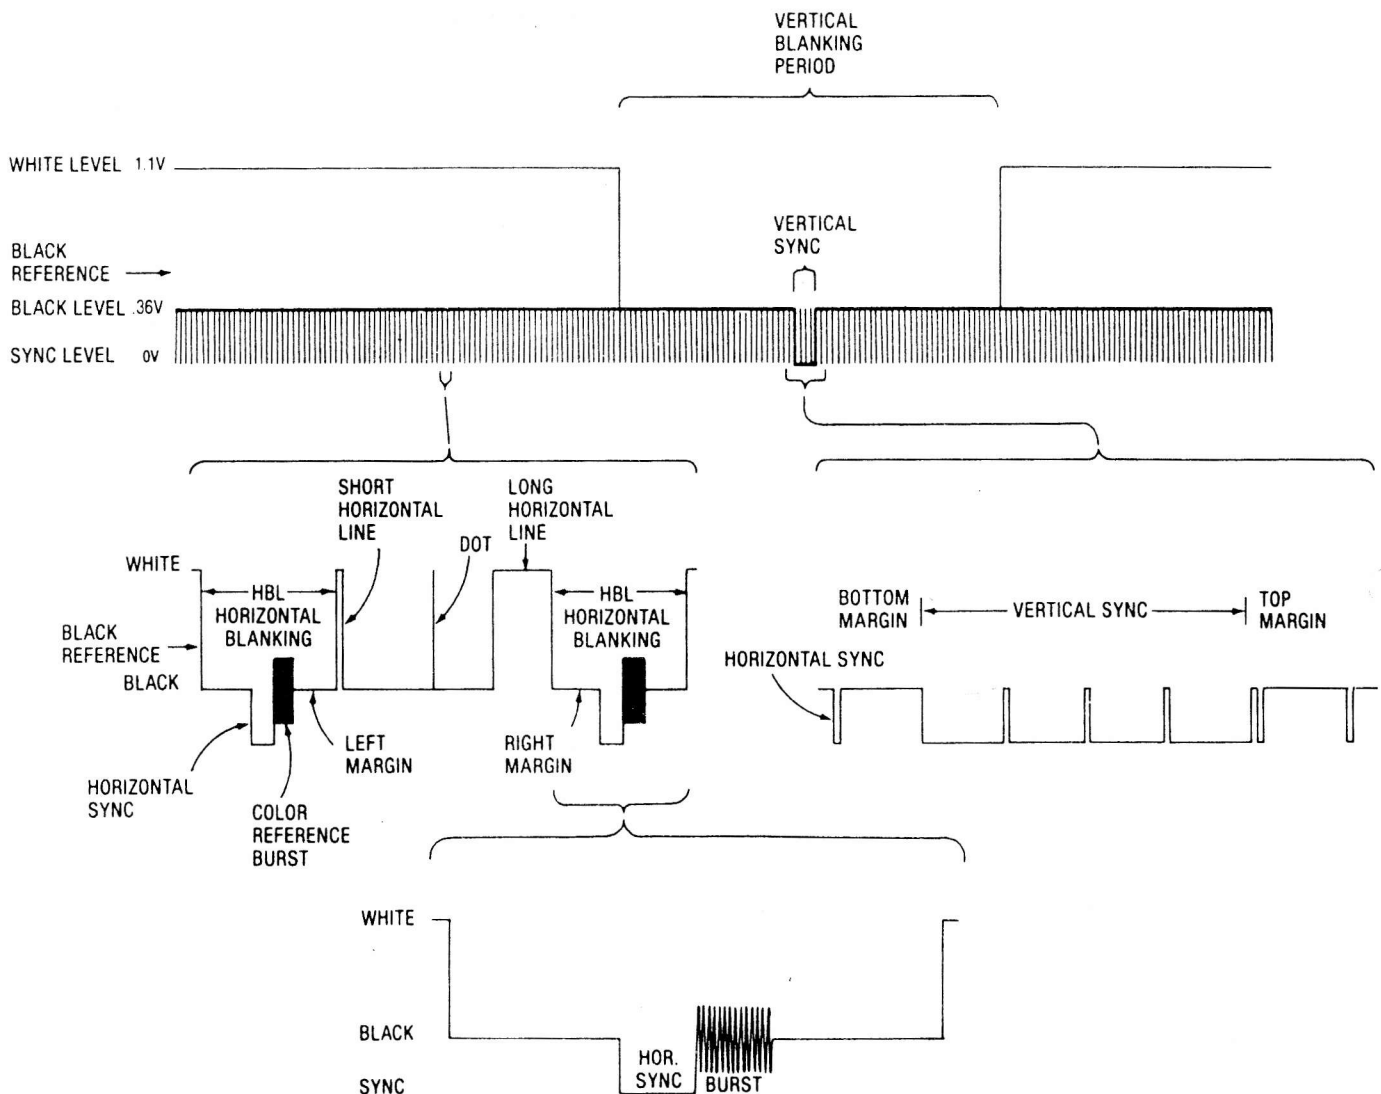 VERTICAL
BLANKING
PERIOD
WHITE LEVEL 1.1V
VERTICAL
SYNC
BLACK
REFERENCE
BLACK LEVEL .36V
SYNC LEVEL 0V
SHORT
HORIZONTAL
LINE
LONG
HORIZONTAL
LINE
DOT
WHITE
HBL
HORIZONTAL
BLANKING
HBL
HORIZONTAL
BLANKING
BLACK
REFERENCE
BLACK
HORIZONTAL
SYNC
COLOR
REFERENCE
BURST
LEFT
MARGIN
RIGHT
MARGIN
BOTTOM
MARGIN
VERTICAL SYNC
TOP
MARGIN
HORIZONTAL SYNC
WHITE
BLACK
SYNC
HOR.
SYNC
BURST